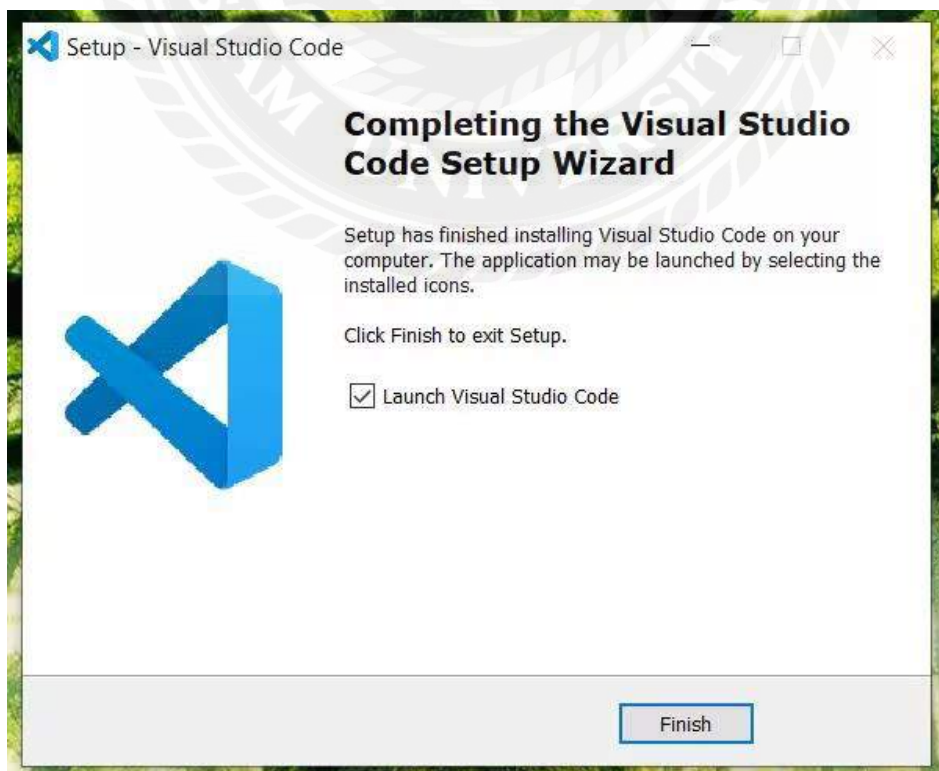 Setup - Visual Studio Code
AM UNIVERSIT
Completing the Visual Studio
Code Setup Wizard
Setup has finished installing Visual Studio Code on your
computer. The application may be launched by selecting the
installed icons.
Click Finish to exit Setup.
Launch Visual Studio Code
Finish